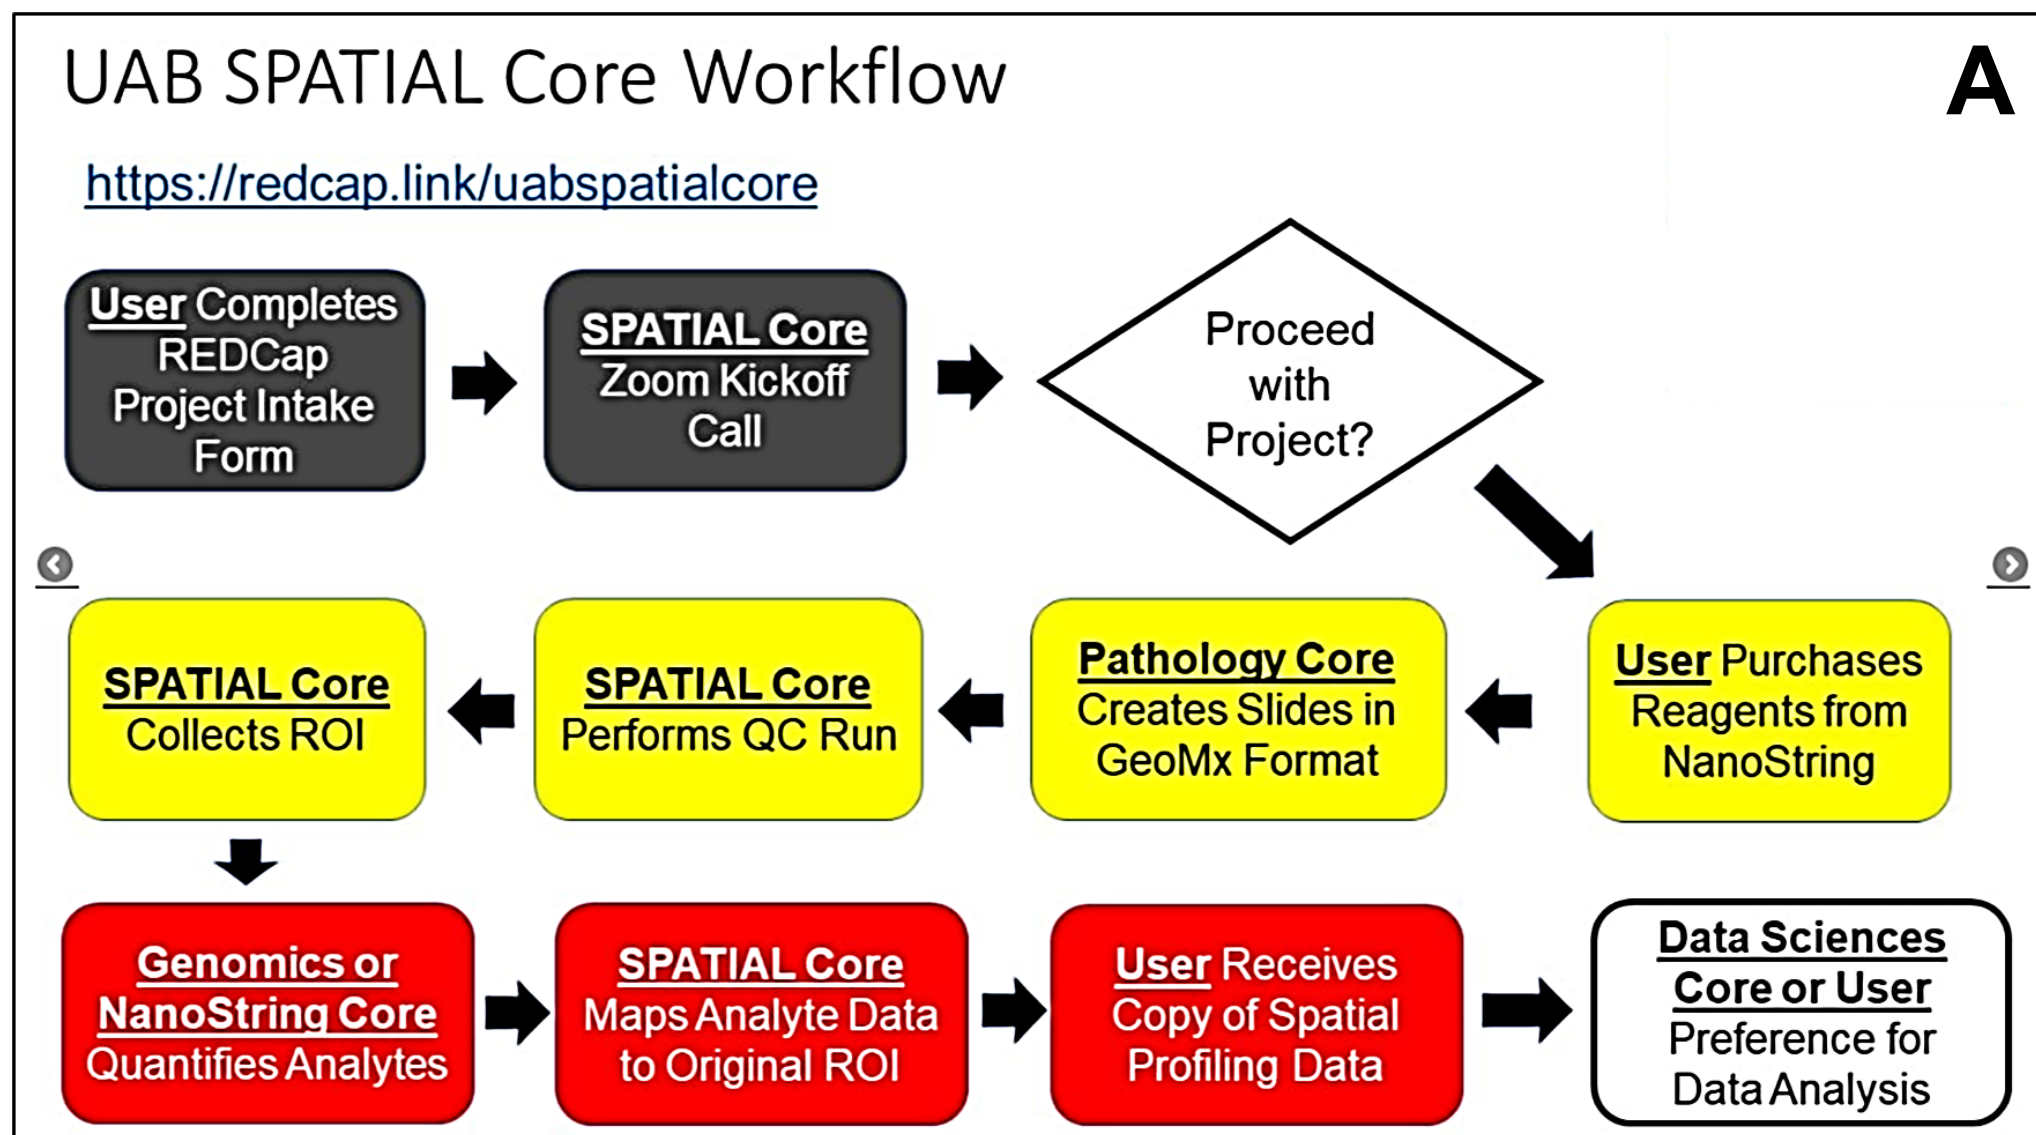 UAB SPATIAL Core Workflow
A
https://redcap.link/uabspatialcore
User Completes
REDCap
Project Intake
Form
SPATIAL Core
Zoom Kickoff
Call
Proceed
with
Project?
SPATIAL Core
Collects ROI
SPATIAL Core
Performs QC Run
Pathology Core
Creates Slides in
GeoMx Format
User Purchases
Reagents from
NanoString
Genomics or
NanoString Core
Quantifies Analytes
SPATIAL Core
Maps Analyte Data
to Original ROI
User Receives
Copy of Spatial
Profiling Data
Data Sciences
Core or User
Preference for
Data Analysis